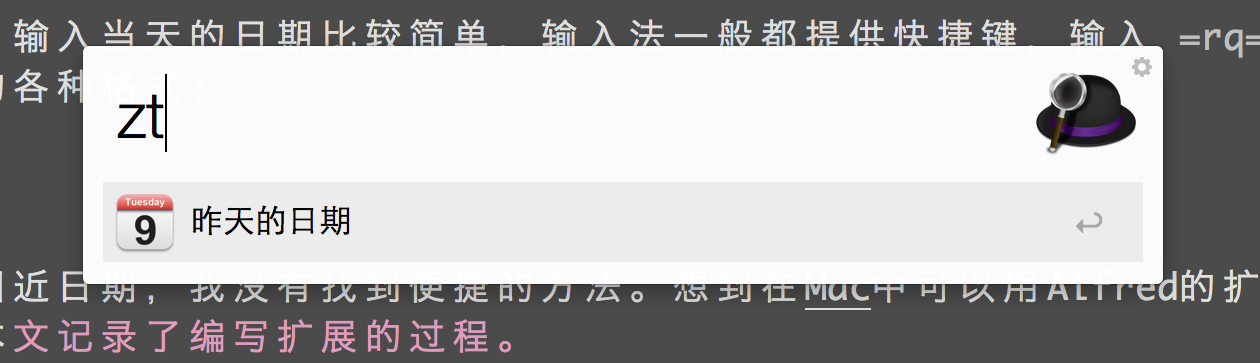 输入当天的日期比较简单，输入法一般都提供快捷键，输入 =rq=
各种格式：
zt
Tuesday
9
昨天的日期
近日期，我没有找到便捷的方法。想到在Mac中可以用Alfred的扩
文记录了编写扩展的过程。